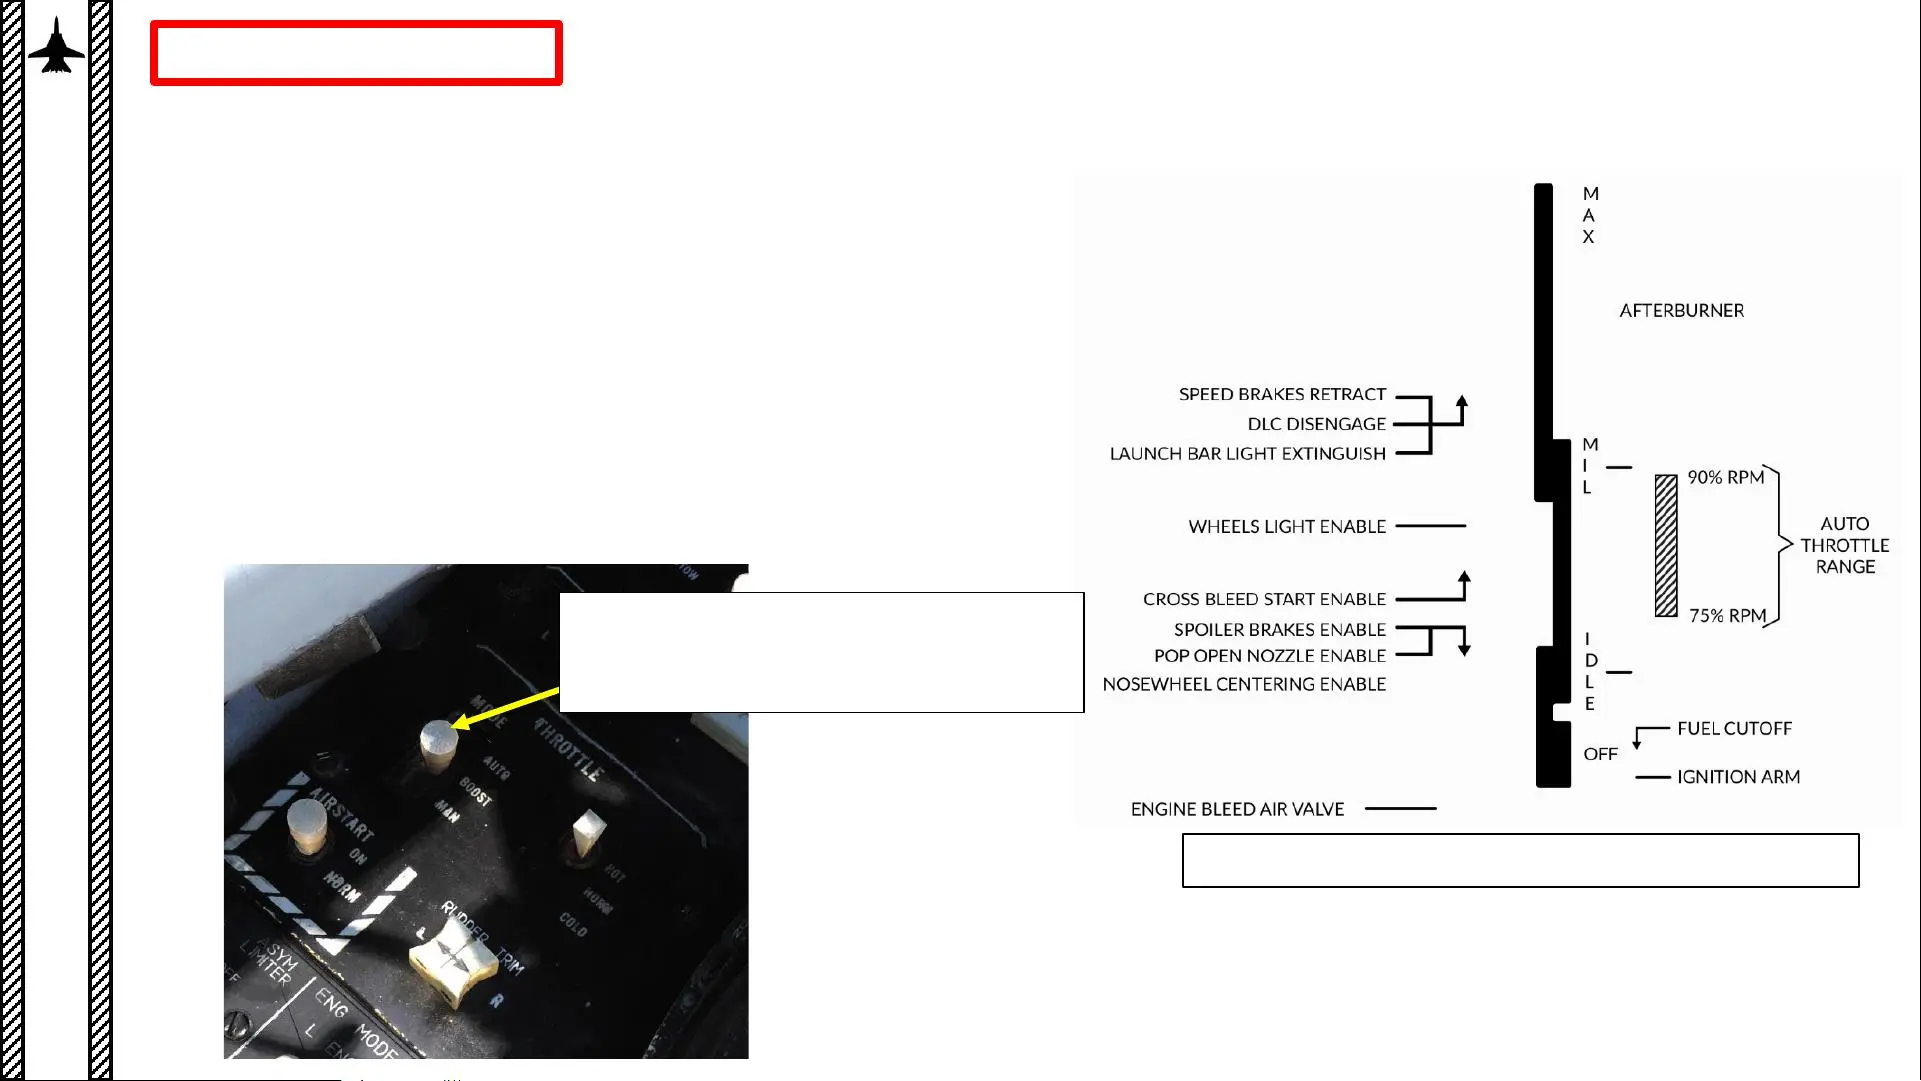 M
A
X
AFTERBURNER
SPEED BRAKES RETRACT
DLC DISENGAGE
LAUNCH BAR LIGHT EXTINGUISH
M
I
L
90% RPM
WHEELS LIGHT ENABLE
AUTO
THROTTLE
RANGE
CROSS BLEED START ENABLE
SPOILER BRAKES ENABLE
POP OPEN NOZZLE ENABLE
NOSEWHEEL CENTERING ENABLE
75% RPM
I
D
L
E
FUEL CUTOFF
OFF
IGNITION ARM
ENGINE BLEED AIR VALVE
MODE
THROTTLE
AUTO
BOOST
MAN
AIRSTART
ON
NORM
HOT
NORM
COLD
RUDDER TRIM
L
R
ASYM
LIMITER
ENG MODE
L